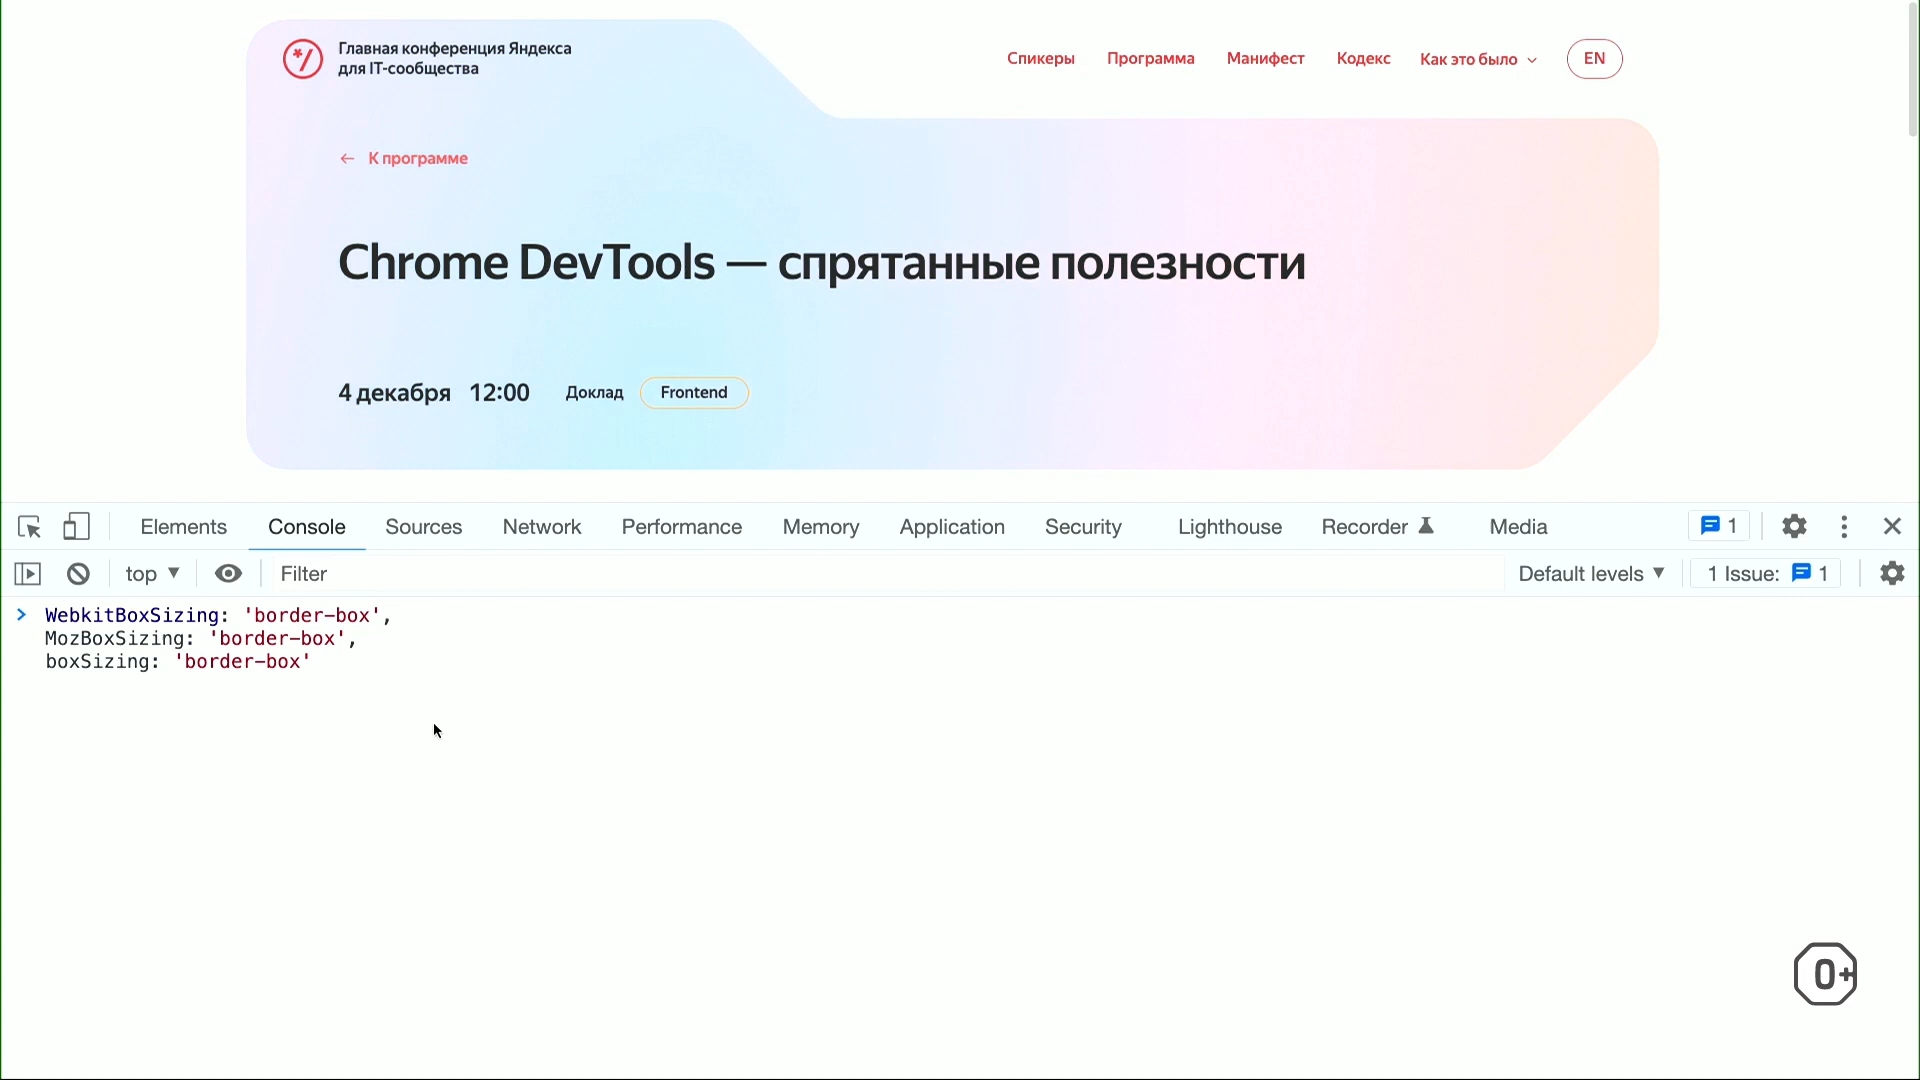 Главная конференция Яндекса
для IT-сообщества
Спикеры Программа Манифест Кодекс Как это было EN
← К программе
Chrome DevTools — спрятанные полезности
4 декабря 12:00 Доклад Frontend
Elements Console Sources Network Performance Memory Application Security Lighthouse Recorder Media 1
top Filter Default levels 1 Issue: 1
WebkitBoxSizing: 'border-box',
MozBoxSizing: 'border-box',
boxSizing: 'border-box'
0+